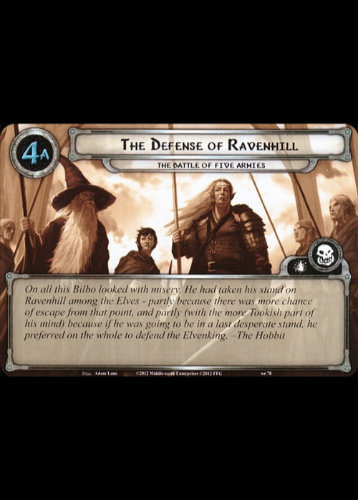 4A
THE DEFENSE OF RAVENHILL
THE BATTLE OF FIVE ARMIES
On all this Bilbo looked with misery. He had taken his stand on
Ravenhill among the Elves - partly because there was more chance
of escape from that point, and partly (with the more Tookish part of
his mind) because if he was going to be in a last desperate stand, he
preferred on the whole to defend the Elvenking. –The Hobbit
Illus. Adam Lane ©2012 Middle-earth Enterprises ©2012 FFG 78